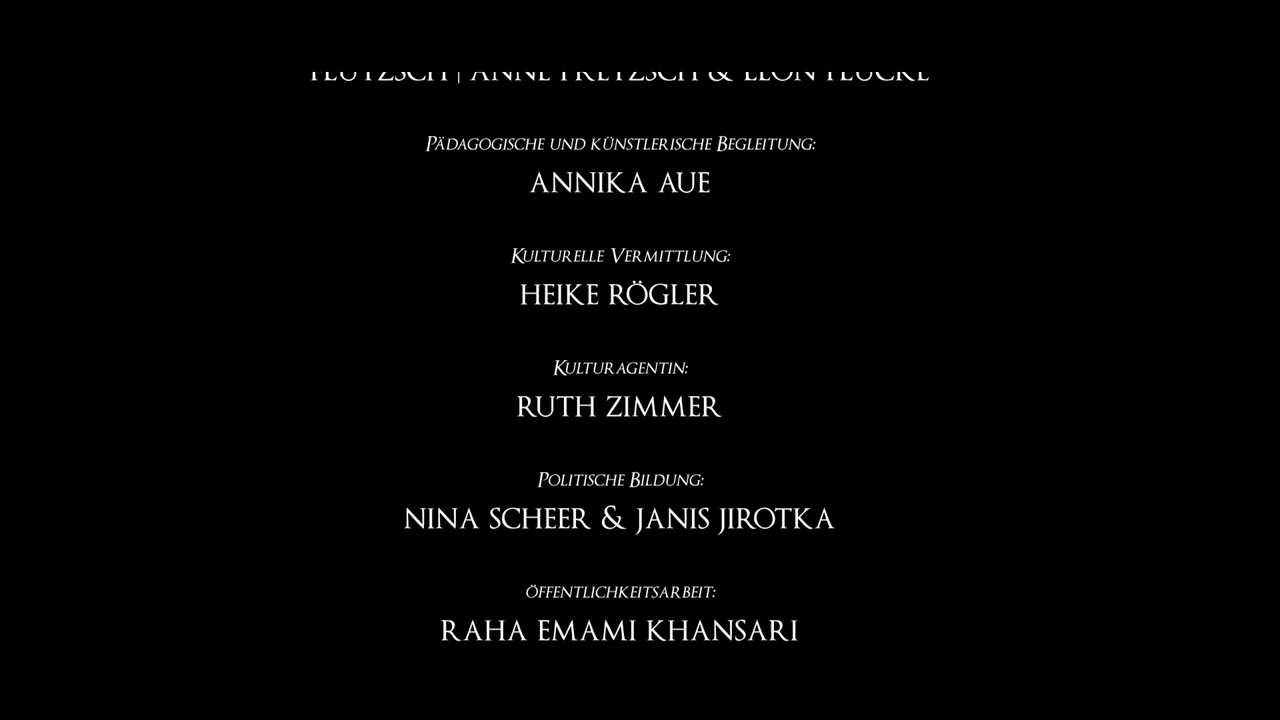 & LEON
PÄDAGOGISCHE UND KÜNSTLERISCHE BEGLEITUNG:
ANNIKA AUE
KULTURELLE VERMITTLUNG:
HEIKE RÖGLER
KULTURAGENTIN:
RUTH ZIMMER
POLITISCHE BILDUNG:
NINA SCHEER & JANIS JIROTKA
ÖFFENTLICHKEITSARBEIT:
RAHA EMAMI KHANSARI